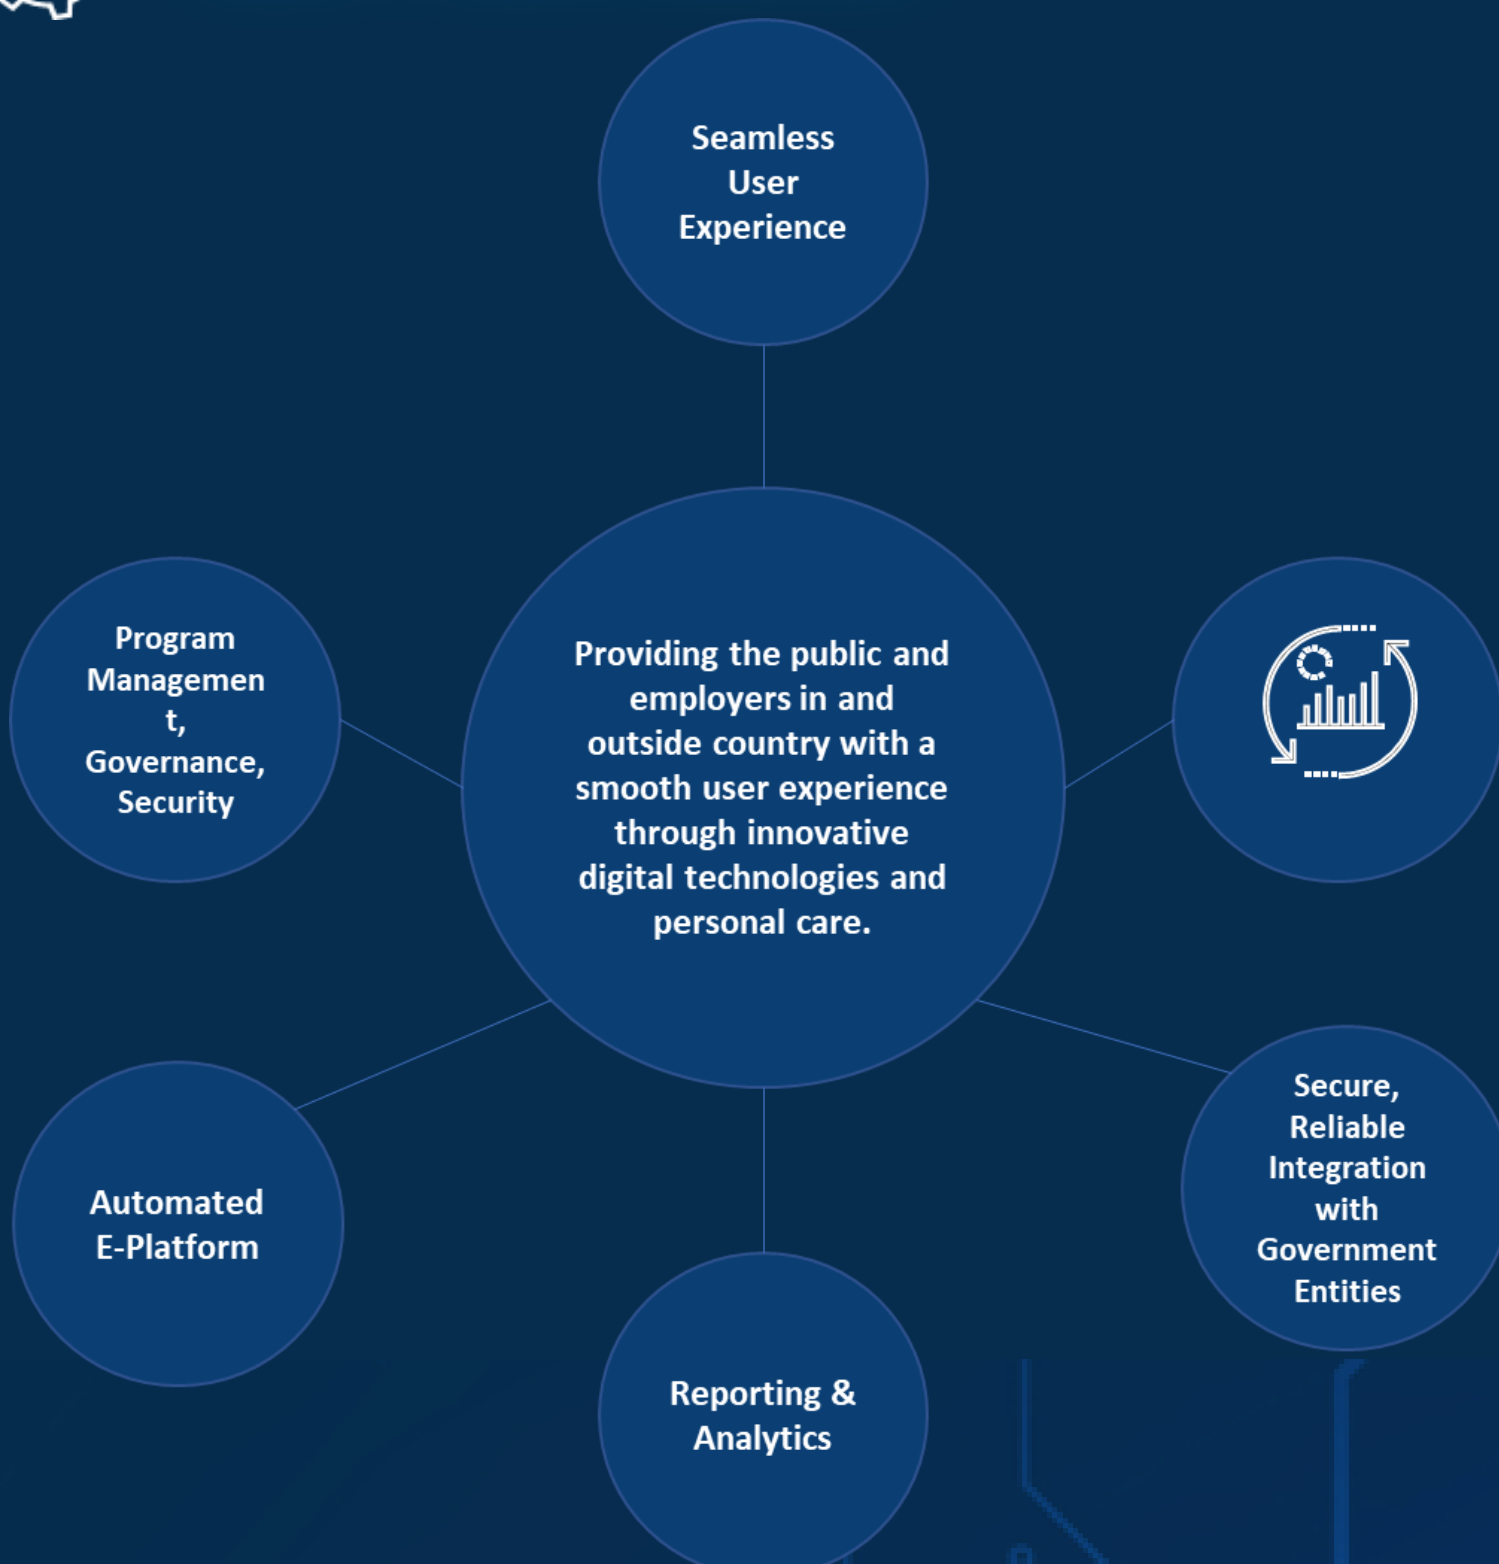 Seamless
User
Experience
Program
Managemen
t,
Governance,
Security
Providing the public and
employers in and
outside country with a
smooth user experience
through innovative
digital technologies and
personal care.
Secure,
Reliable
Integration
with
Government
Entities
Automated
E-Platform
Reporting &
Analytics